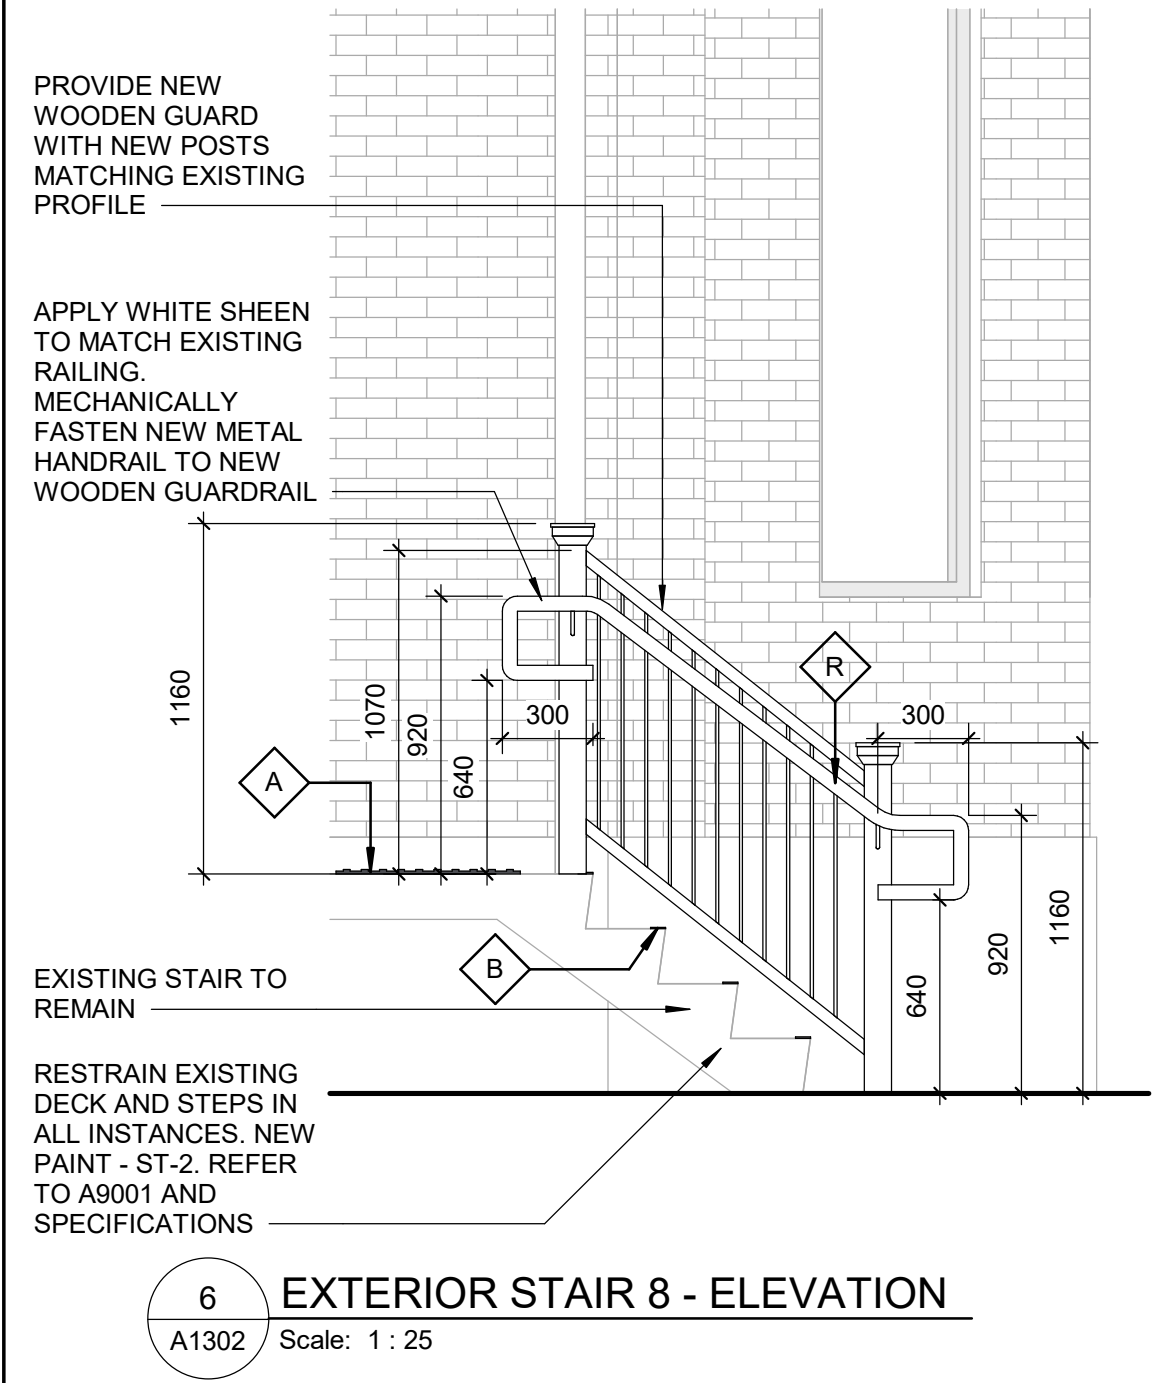 PROVIDE NEW
WOODEN GUARD
WITH NEW POSTS
MATCHING EXISTING
PROFILE
APPLY WHITE SHEEN
TO MATCH EXISTING
RAILING.
MECHANICALLY
FASTEN NEW METAL
HANDRAIL TO NEW
WOODEN GUARDRAIL
1160
1070
920
640
300
R
300
A
1160
920
640
B
EXISTING STAIR TO
REMAIN
RESTRAIN EXISTING
DECK AND STEPS IN
ALL INSTANCES. NEW
PAINT - ST-2. REFER
TO A9001 AND
SPECIFICATIONS
6
A1302
EXTERIOR STAIR 8 - ELEVATION
Scale: 1 : 25